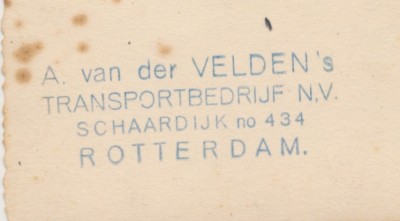 A. van der VELDEN's
TRANSPORTBEDRIJF N.V.
SCHAARDIJK no 434
ROTTERDAM.